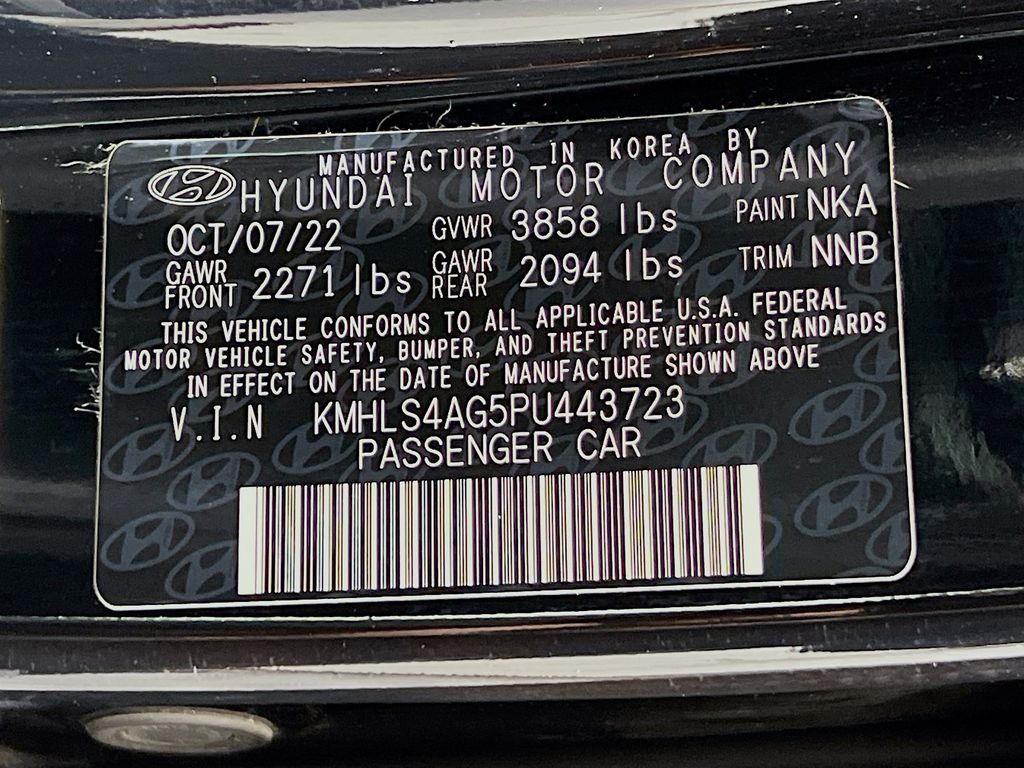 MANUFACTURED IN KOREA BY
HYUNDAI MOTOR COMPANY
OCT/07/22 GVWR 3858 lbs PAINT NKA
GAWR FRONT 2271 lbs GAWR REAR 2094 lbs TRIM NNB
THIS VEHICLE CONFORMS TO ALL APPLICABLE U.S.A. FEDERAL
MOTOR VEHICLE SAFETY, BUMPER, AND THEFT PREVENTION STANDARDS
IN EFFECT ON THE DATE OF MANUFACTURE SHOWN ABOVE
V.I.N KMHLS4AG5PU443723
PASSENGER CAR